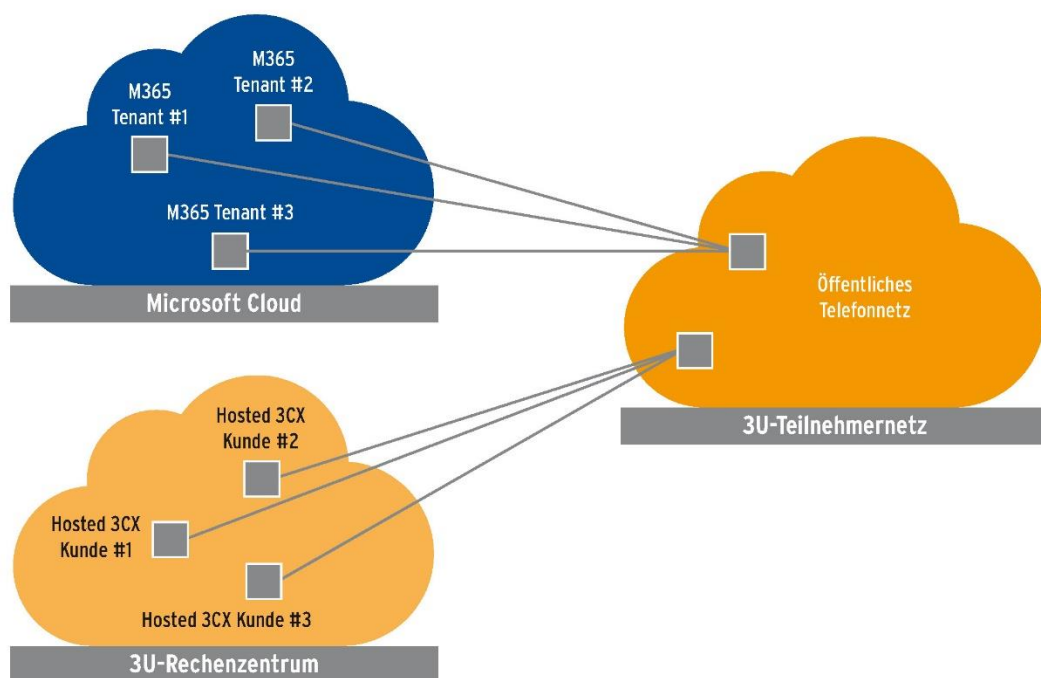 M365
Tenant #1
M365
Tenant #2
M365 Tenant #3
Microsoft Cloud
Öffentliches
Telefonnetz
3U-Teilnehmernetz
Hosted 3CX
Kunde #2
Hosted 3CX
Kunde #1
Hosted 3CX Kunde #3
3U-Rechenzentrum